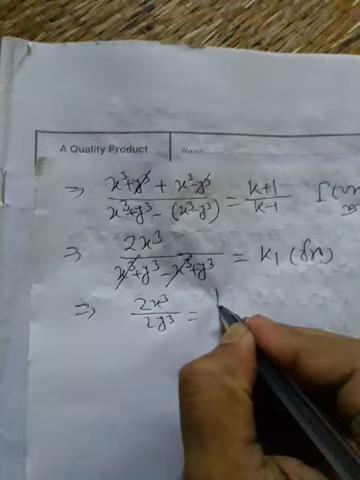 A Quality Product
Name
⇒ x³+y³ + x³-y³ / x³+y³ - (x³-y³) = k+1 / k-1
⇒ 2x³ / x³+y³-x³+y³ = k₁ (
⇒ 2x³ / 2y³ =